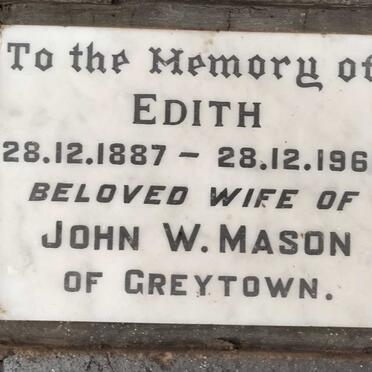 To the Memory of
EDITH
28.12.1887 – 28.12.196
BELOVED WIFE OF
JOHN W. MASON
OF GREYTOWN.